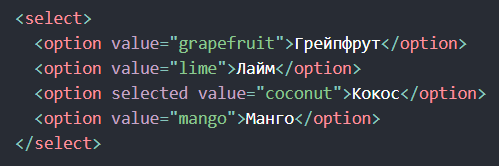 <select>
<option value="grapefruit">Грейпфрут</option>
<option value="lime">Лайм</option>
<option selected value="coconut">Кокос</option>
<option value="mango">Манго</option>
</select>